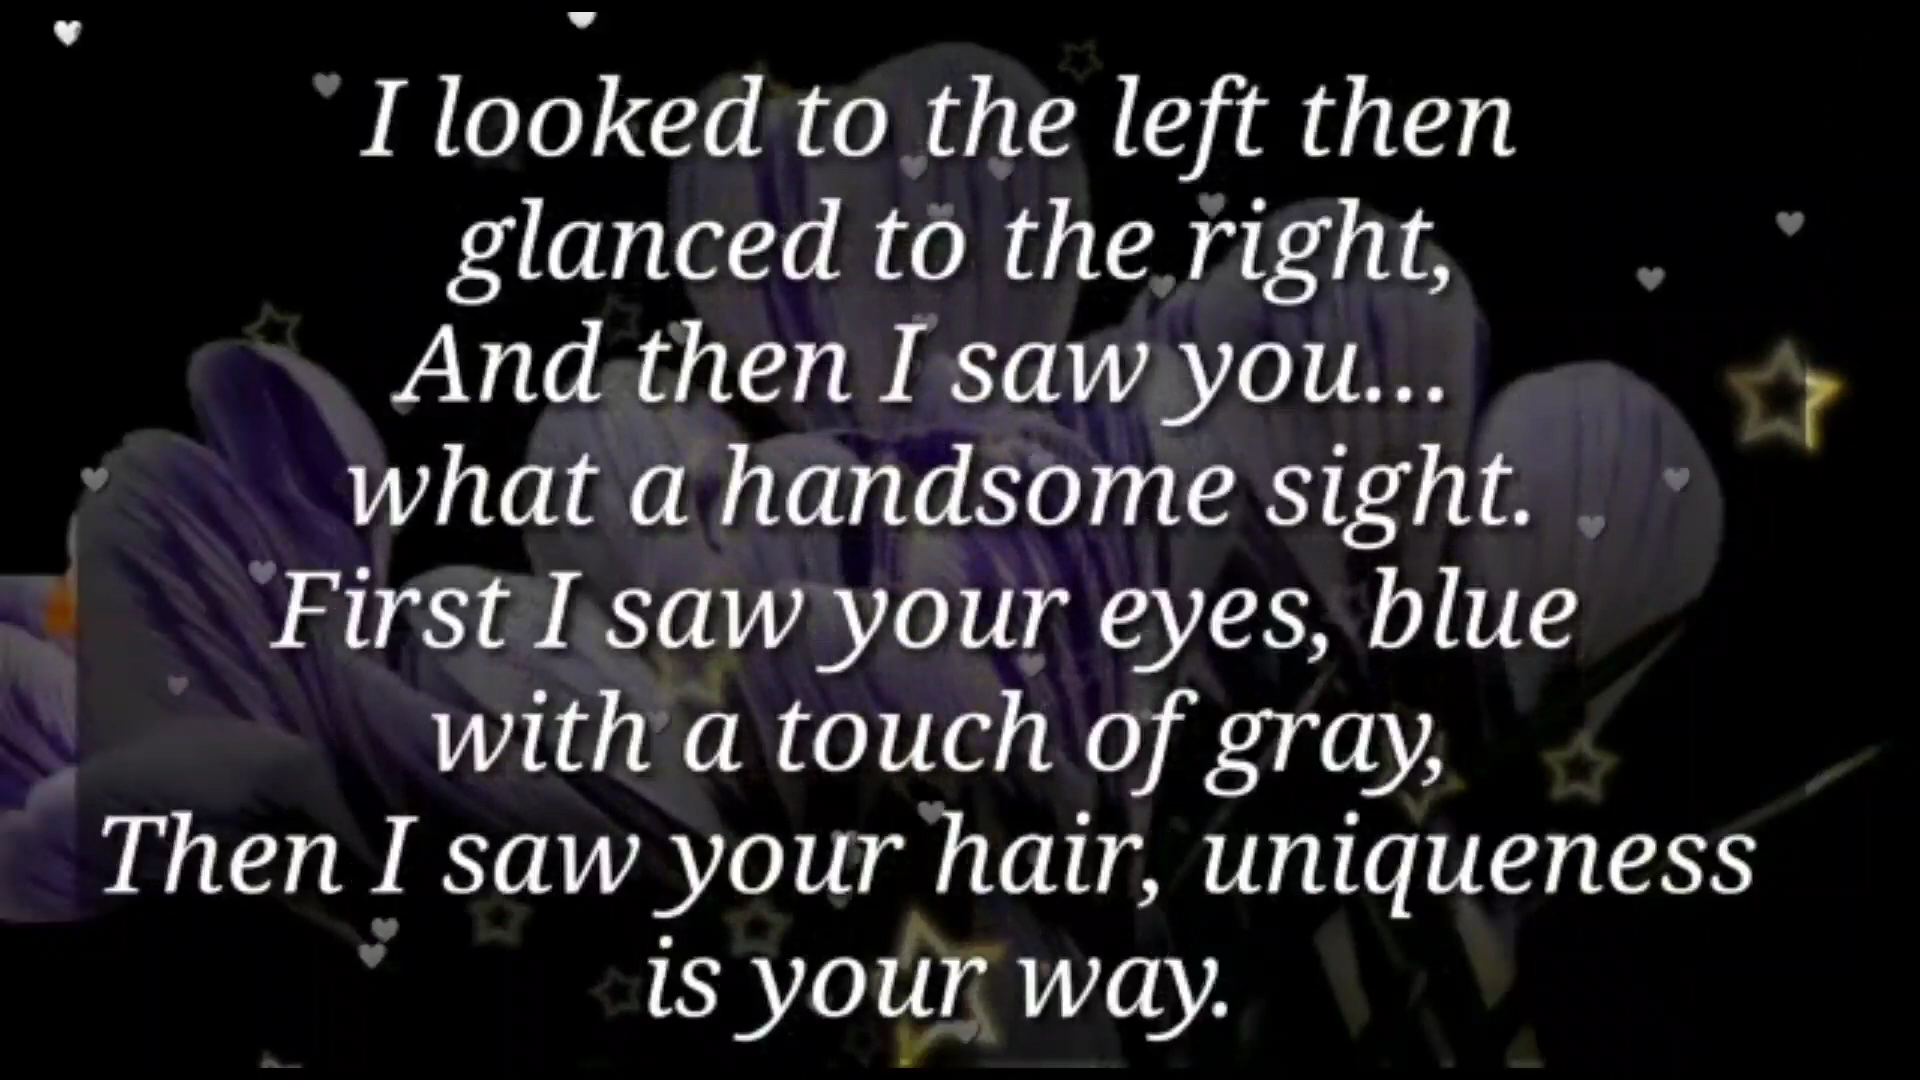 I looked to the left then
glanced to the right,
And then I saw you...
what a handsome sight.
First I saw your eyes, blue
with a touch of gray,
Then I saw your hair, uniqueness
is your way.